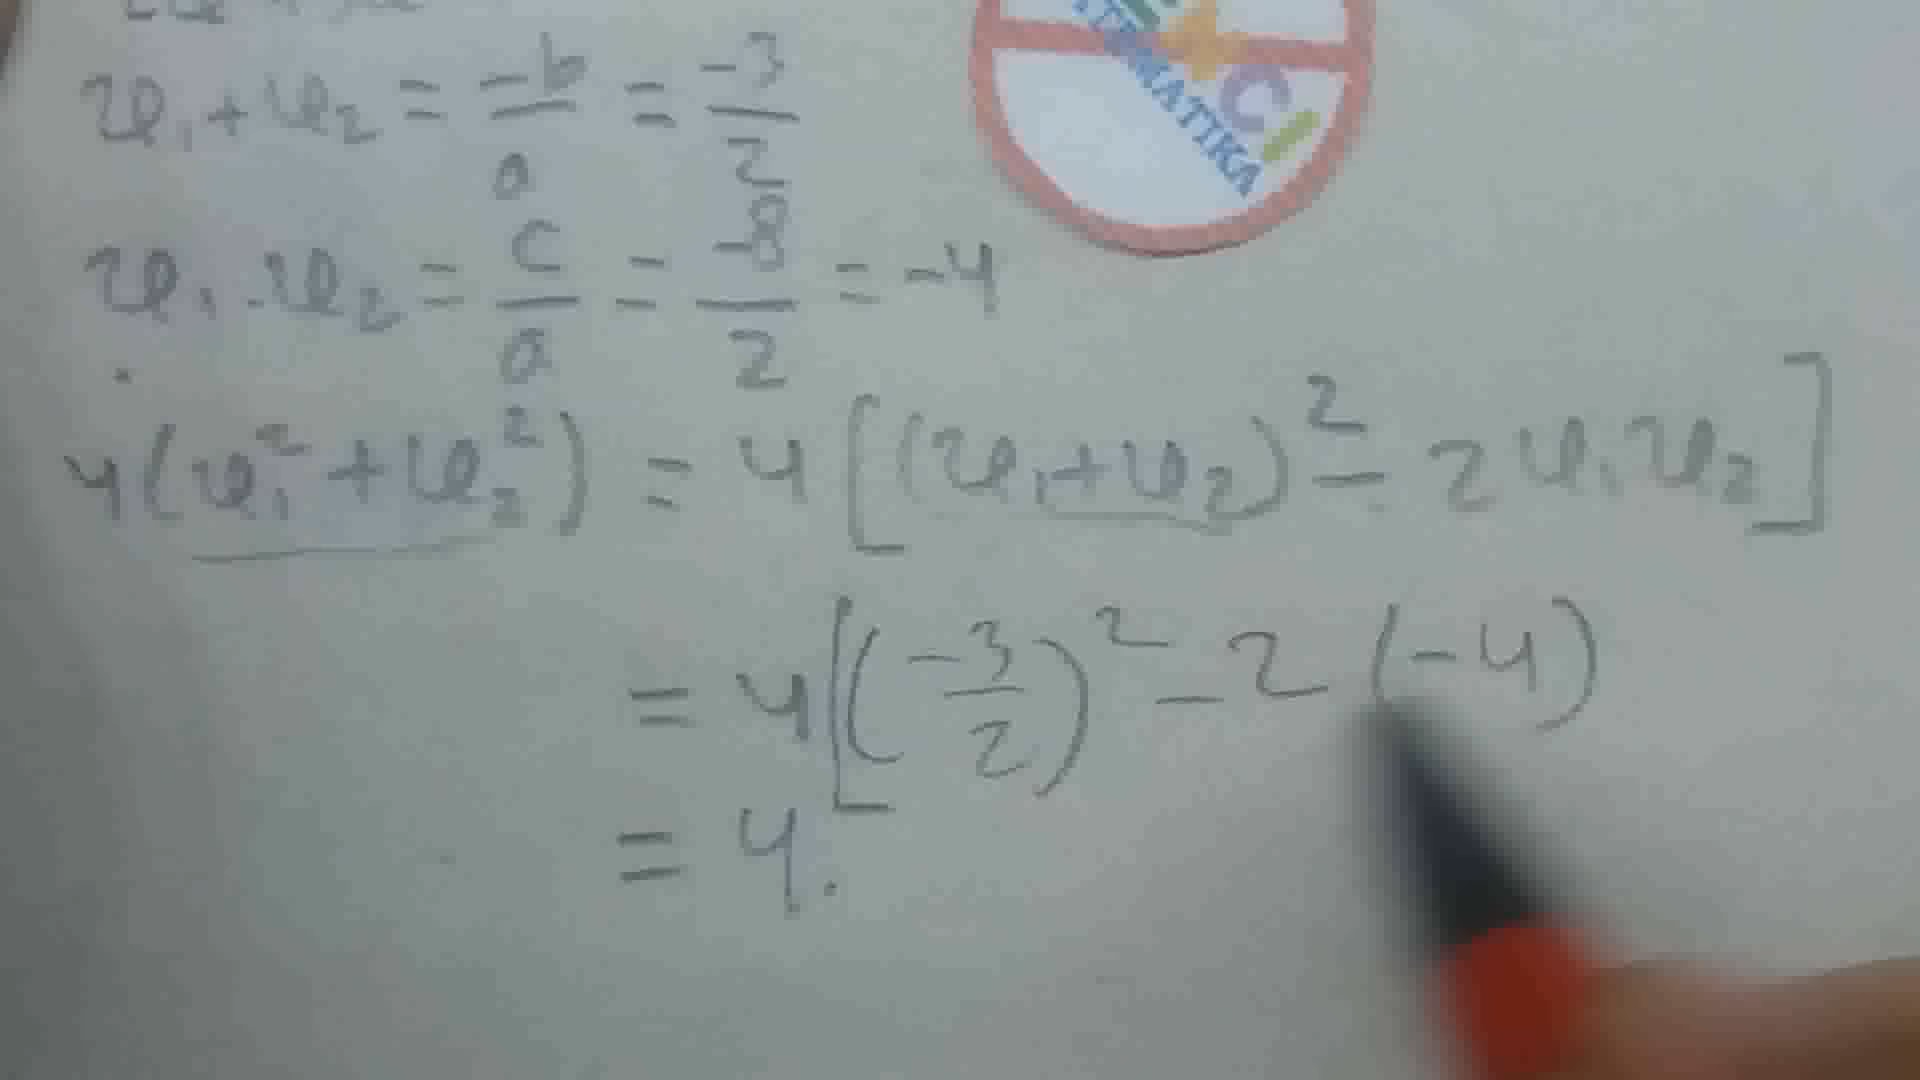 MATIKA
x₁ + x₂ = -b/a = -3/2
x₁ . x₂ = c/a = -8/2 = -4
4(x₁² + x₂²) = 4[(x₁ + x₂)² - 2x₁x₂]
= 4[(-3/2)² - 2(-4)
= 4.